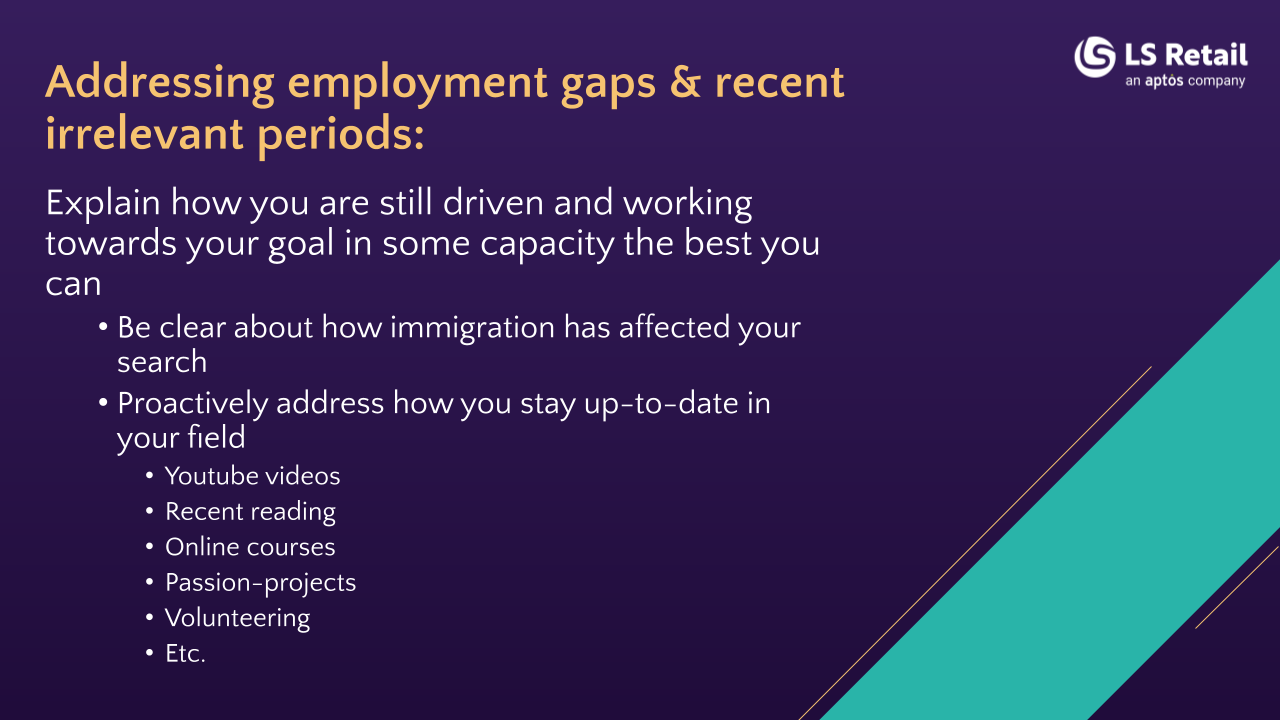 Addressing employment gaps & recent
irrelevant periods:
LS Retail
an aptos company
Explain how you are still driven and working
towards your goal in some capacity the best you
can
• Be clear about how immigration has affected your
search
• Proactively address how you stay up-to-date in
your field
• Youtube videos
• Recent reading
• Online courses
• Passion-projects
• Volunteering
• Etc.